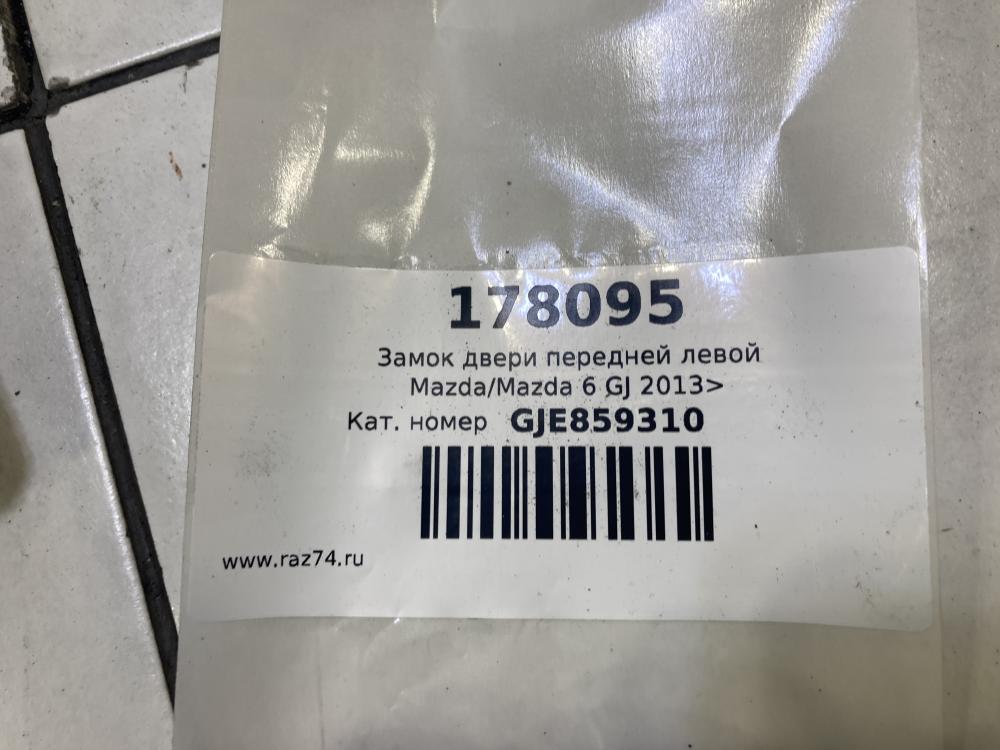 178095
Замок двери передней левой
Mazda/Mazda 6 GJ 2013>
Кат. номер GJE859310
www.raz74.ru